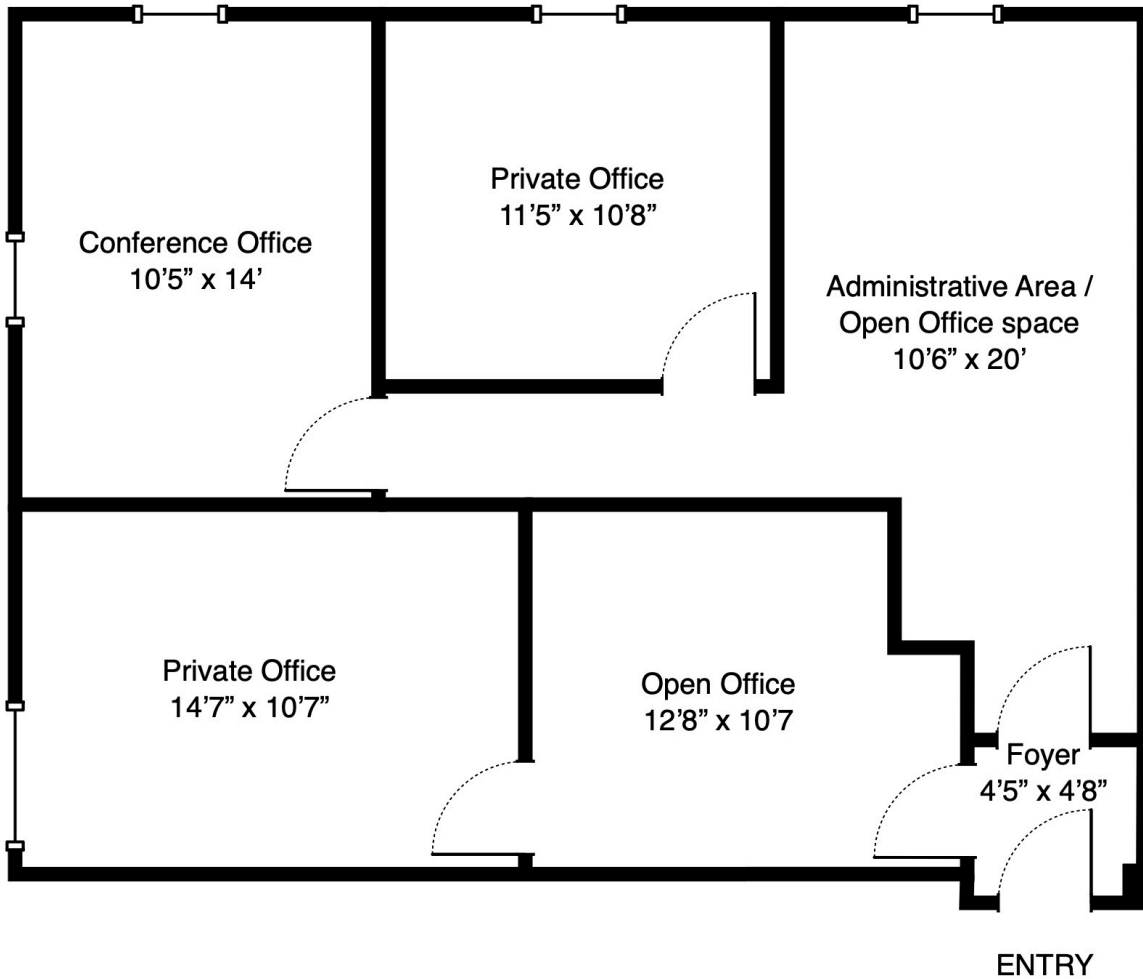 Private Office
11’5” x 10’8”
Conference Office
10’5” x 14’
Administrative Area /
Open Office space
10’6” x 20’
Private Office
14’7” x 10’7”
Open Office
12’8” x 10’7
Foyer
4’5” x 4’8”
ENTRY